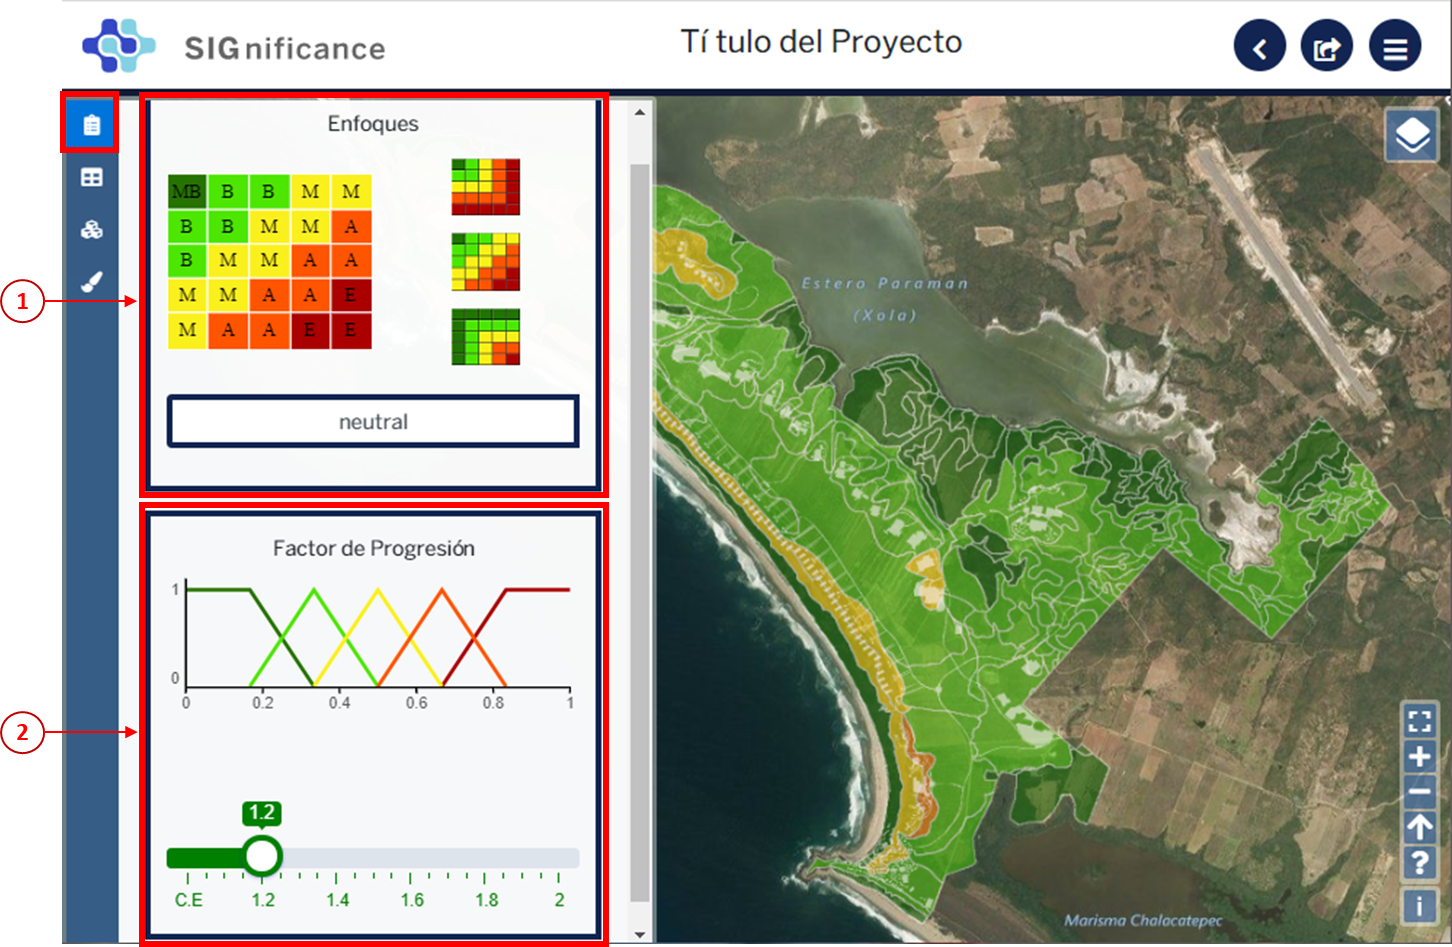 SIGnificance
Tí tulo del Proyecto
Enfoques
MB B B M M
B B M M A
B M M A A
M M A A E
M A A E E
neutral
1
Factor de Progresión
1
0
0 0.2 0.4 0.6 0.8 1
2
1.2
C.E 1.2 1.4 1.6 1.8 2
Estero Paraman
(Xola)
Marisma Chalacatepec
+
−
?
i